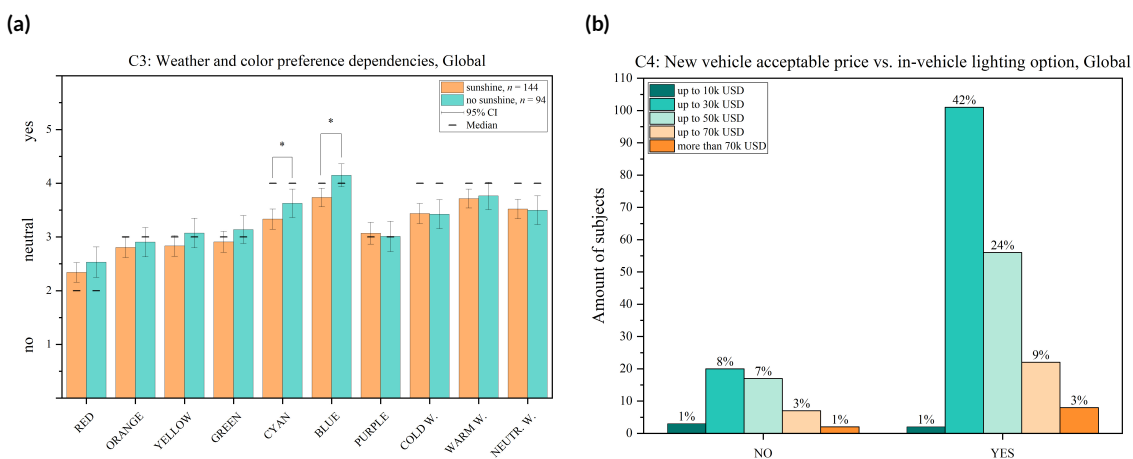 (a)
C3: Weather and color preference dependencies, Global
sunshine, n = 144
no sunshine, n = 94
95% CI
Median
yes
neutral
no
5
4
3
2
1
*
*
RED
ORANGE
YELLOW
GREEN
CYAN
BLUE
PURPLE
COLD W.
WARM W.
NEUTR. W.
(b)
C4: New vehicle acceptable price vs. in-vehicle lighting option, Global
up to 10k USD
up to 30k USD
up to 50k USD
up to 70k USD
more than 70k USD
Amount of subjects
110
100
90
80
70
60
50
40
30
20
10
0
1%
8%
7%
3%
1%
1%
42%
24%
9%
3%
NO
YES